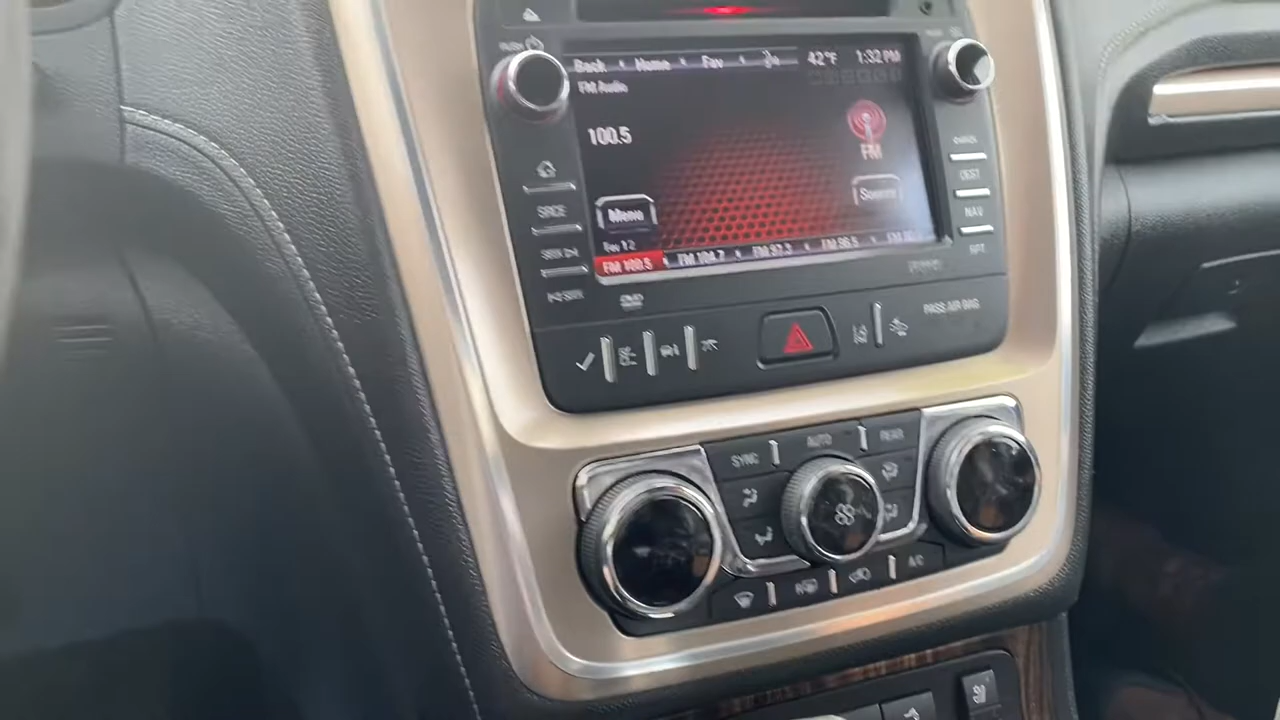 Back Home Fav 42°F 1:32 PM
FM Audio
100.5
FM
Menu
Source
Fav 1 2
FM 100.5 FM 104.7 FM 97.3 FM 96.5
SRCE
DEST
NAV
RPT
PASS AIR BAG
SYNC AUTO REAR
A/C